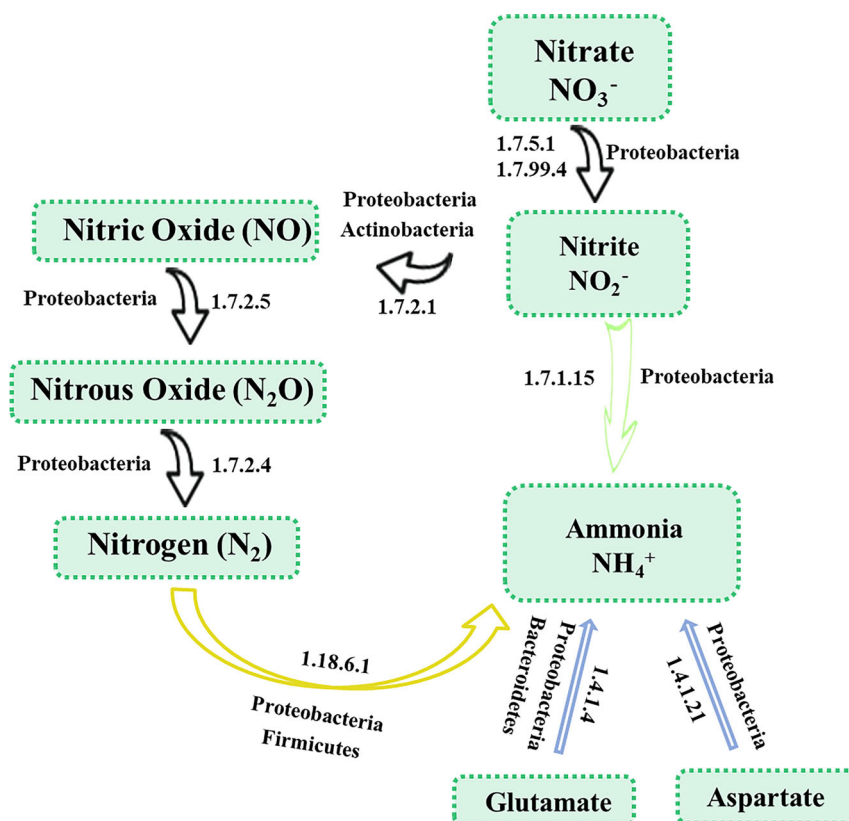 Nitrate
NO₃⁻
1.7.5.1
1.7.99.4
Proteobacteria
Proteobacteria
Actinobacteria
1.7.2.1
Nitric Oxide (NO)
Nitrite
NO₂⁻
Proteobacteria
1.7.2.5
1.7.1.15
Proteobacteria
Nitrous Oxide (N₂O)
Proteobacteria
1.7.2.4
Nitrogen (N₂)
Ammonia
NH₄⁺
1.18.6.1
Proteobacteria
Firmicutes
Bacteroidetes
Proteobacteria
1.4.1.4
1.4.1.21
Proteobacteria
Glutamate
Aspartate